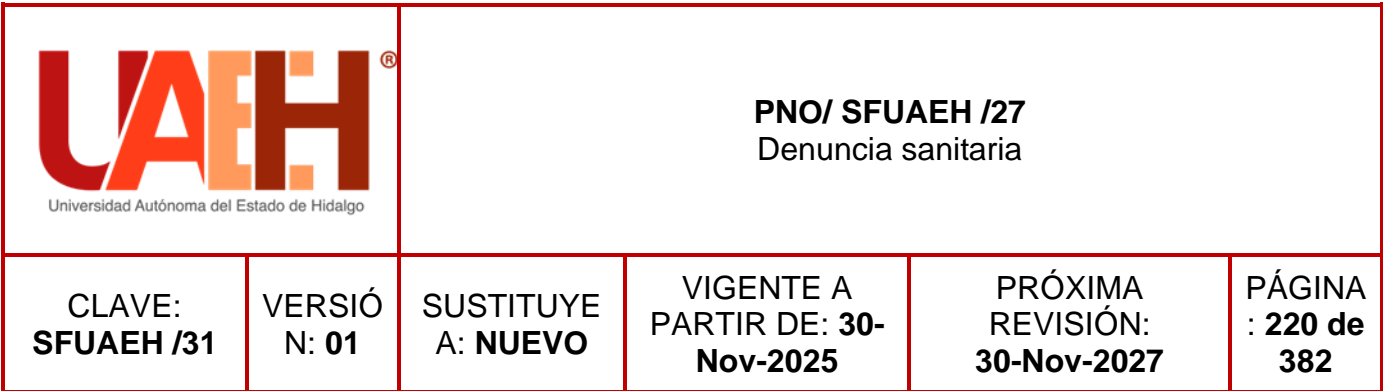 UAEH®
Universidad Autónoma del Estado de Hidalgo
PNO/ SFUAEH /27
Denuncia sanitaria
CLAVE:
SFUAEH /31
VERSIÓ
N: 01
SUSTITUYE
A: NUEVO
VIGENTE A
PARTIR DE: 30-
Nov-2025
PRÓXIMA
REVISIÓN:
30-Nov-2027
PÁGINA
: 220 de
382